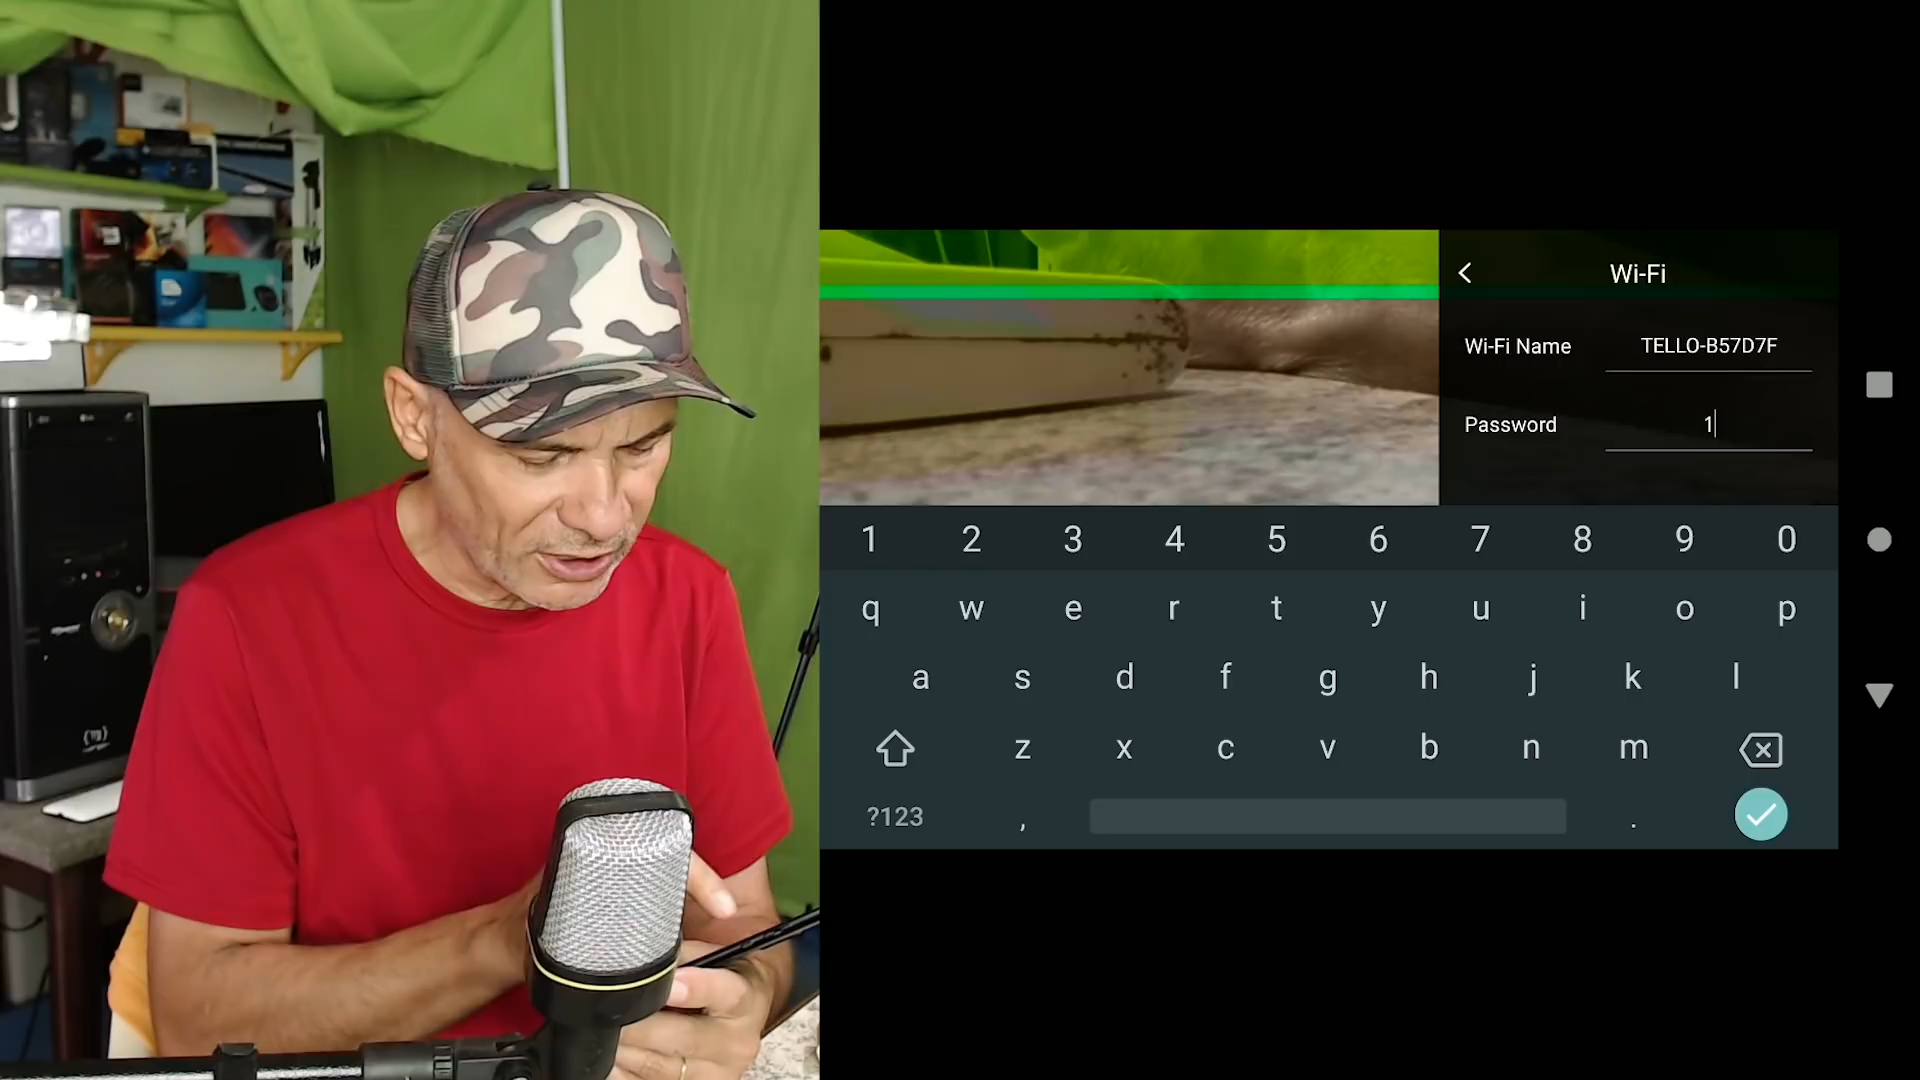 Wi-Fi
Wi-Fi Name TELLO-B57D7F
Password 1
1 2 3 4 5 6 7 8 9 0
q w e r t y u i o p
a s d f g h j k l
z x c v b n m
?123 , .